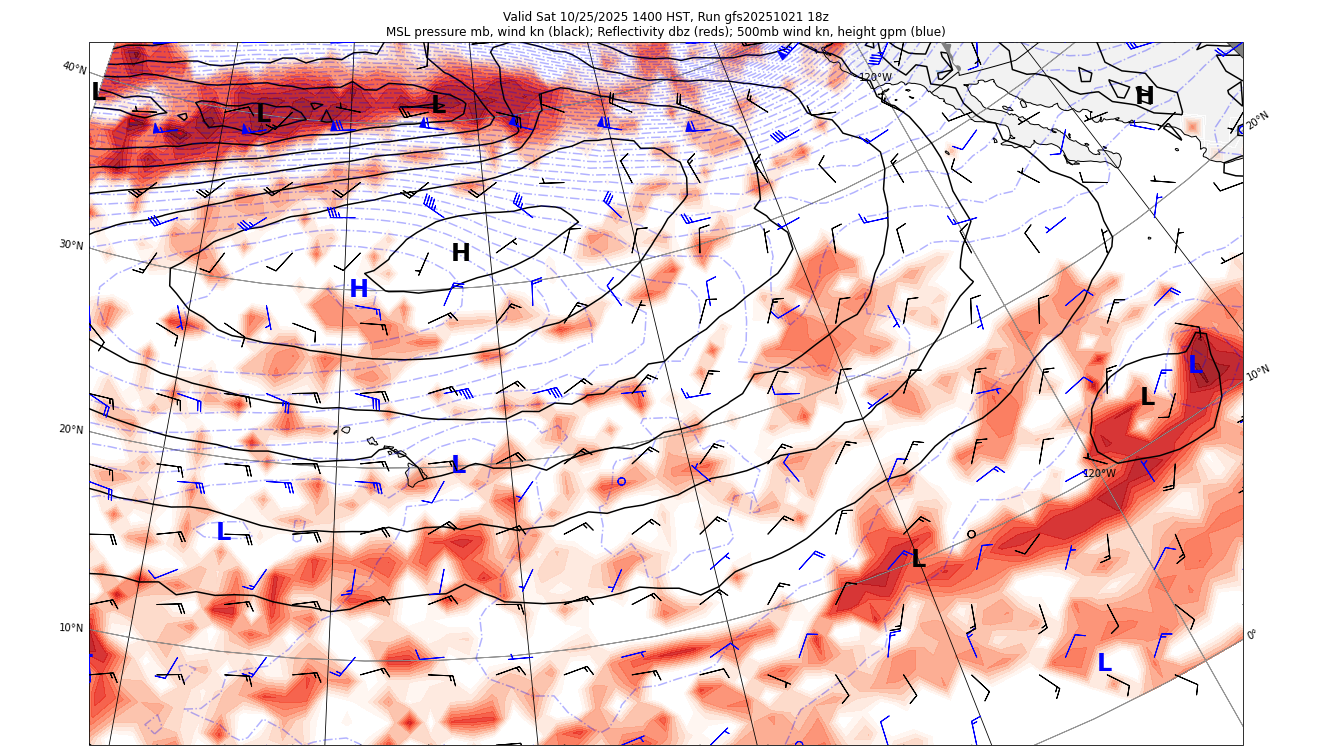 Valid Sat 10/25/2025 1400 HST, Run gfs20251021 18z
MSL pressure mb, wind kn (black); Reflectivity dbz (reds); 500mb wind kn, height gpm (blue)
40°N
120°W
L
L
L
H
20°N
30°N
H
H
L
10°N
L
20°N
L
120°W
L
L
10°N
0°
L